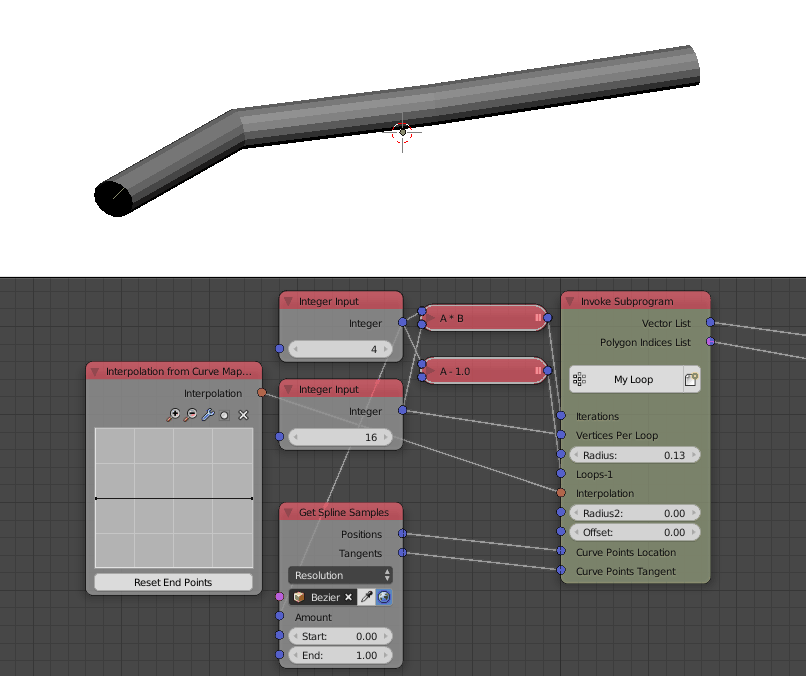 Integer Input
Integer
4
A * B
A - 1.0
Invoke Subprogram
Vector List
Polygon Indices List
My Loop
Iterations
Vertices Per Loop
Radius: 0.13
Loops-1
Interpolation
Radius2: 0.00
Offset: 0.00
Curve Points Location
Curve Points Tangent
Interpolation from Curve Map...
Interpolation
Reset End Points
Integer Input
Integer
16
Get Spline Samples
Positions
Tangents
Resolution
Bezier
Amount
Start: 0.00
End: 1.00